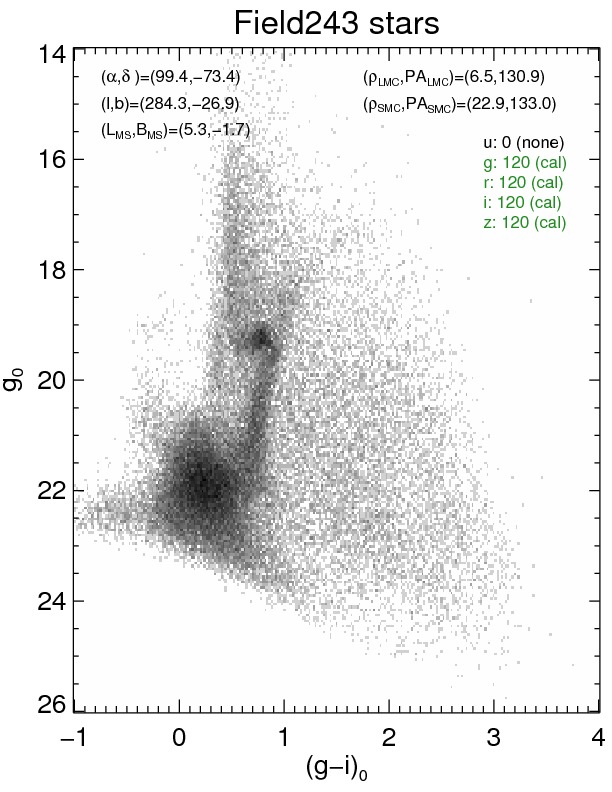 Field243 stars
(α,δ )=(99.4,−73.4)
(ρLMC,PALMC)=(6.5,130.9)
(l,b)=(284.3,−26.9)
(ρSMC,PASMC)=(22.9,133.0)
(LMS,BMS)=(5.3,−1.7)
u: 0 (none)
g: 120 (cal)
r: 120 (cal)
i: 120 (cal)
z: 120 (cal)
14
16
18
20
22
24
26
g0
−1 0 1 2 3 4
(g−i)0